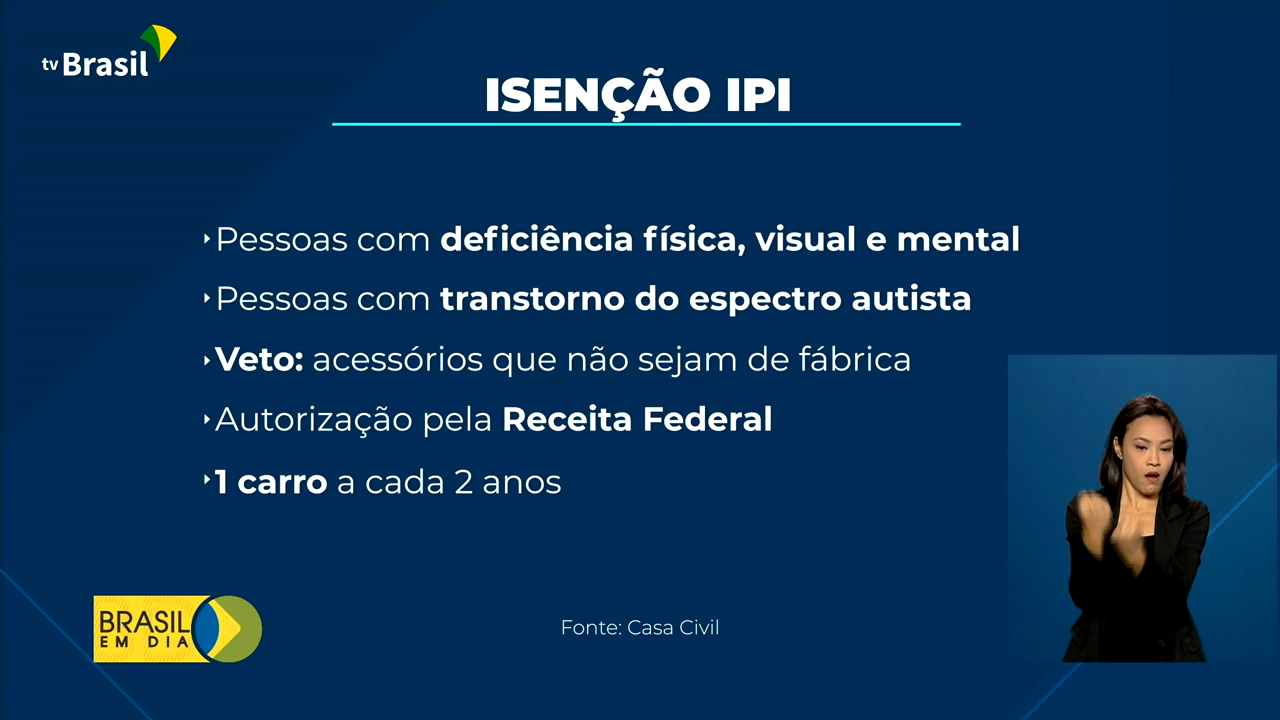 tv Brasil
ISENÇÃO IPI
Pessoas com deficiência física, visual e mental
Pessoas com transtorno do espectro autista
Veto: acessórios que não sejam de fábrica
Autorização pela Receita Federal
1 carro a cada 2 anos
BRASIL
EM DIA
Fonte: Casa Civil